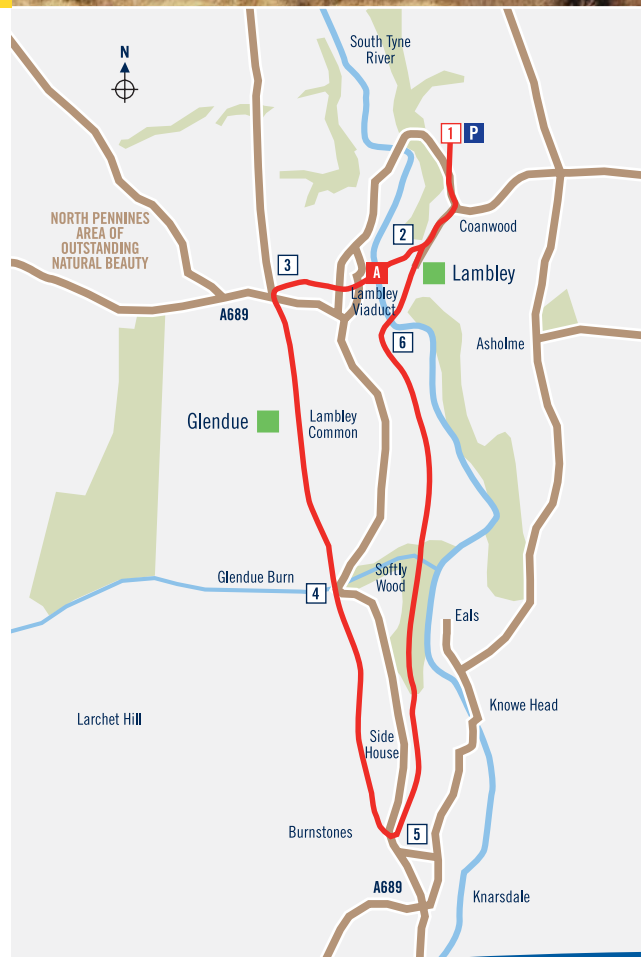 N
South Tyne
River
1 P
NORTH PENNINES
AREA OF
OUTSTANDING
NATURAL BEAUTY
Coanwood
2
3
A
Lambley
Lambley
Viaduct
A689
6
Asholme
Glendue
Lambley
Common
Glendue Burn
Softly
Wood
4
Eals
Larchet Hill
Knowe Head
Side
House
Burnstones
5
A689
Knarsdale